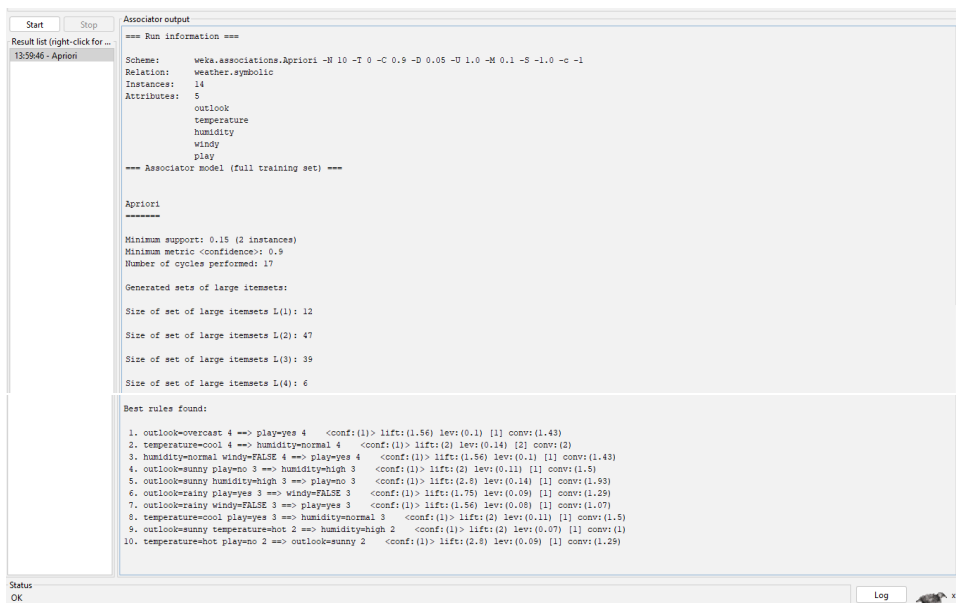 Start Stop
Result list (right-click for ...
13:59:46 - Apriori
Associator output
=== Run information ===
Scheme: weka.associations.Apriori -N 10 -T 0 -C 0.9 -D 0.05 -U 1.0 -M 0.1 -S -1.0 -c -1
Relation: weather.symbolic
Instances: 14
Attributes: 5
outlook
temperature
humidity
windy
play
=== Associator model (full training set) ===
Apriori
=======
Minimum support: 0.15 (2 instances)
Minimum metric <confidence>: 0.9
Number of cycles performed: 17
Generated sets of large itemsets:
Size of set of large itemsets L(1): 12
Size of set of large itemsets L(2): 47
Size of set of large itemsets L(3): 39
Size of set of large itemsets L(4): 6
Best rules found:
1. outlook=overcast 4 ==> play=yes 4 <conf:(1)> lift:(1.56) lev:(0.1) [1] conv:(1.43)
2. temperature=cool 4 ==> humidity=normal 4 <conf:(1)> lift:(2) lev:(0.14) [2] conv:(2)
3. humidity=normal windy=FALSE 4 ==> play=yes 4 <conf:(1)> lift:(1.56) lev:(0.1) [1] conv:(1.43)
4. outlook=sunny play=no 3 ==> humidity=high 3 <conf:(1)> lift:(2) lev:(0.11) [1] conv:(1.5)
5. outlook=sunny humidity=high 3 ==> play=no 3 <conf:(1)> lift:(2.8) lev:(0.14) [1] conv:(1.93)
6. outlook=rainy play=yes 3 ==> windy=FALSE 3 <conf:(1)> lift:(1.75) lev:(0.09) [1] conv:(1.29)
7. outlook=rainy windy=FALSE 3 ==> play=yes 3 <conf:(1)> lift:(1.56) lev:(0.08) [1] conv:(1.07)
8. temperature=cool play=yes 3 ==> humidity=normal 3 <conf:(1)> lift:(2) lev:(0.11) [1] conv:(1.5)
9. outlook=sunny temperature=hot 2 ==> humidity=high 2 <conf:(1)> lift:(2) lev:(0.07) [1] conv:(1)
10. temperature=hot play=no 2 ==> outlook=sunny 2 <conf:(1)> lift:(2.8) lev:(0.09) [1] conv:(1.29)
Status
OK
Log
x